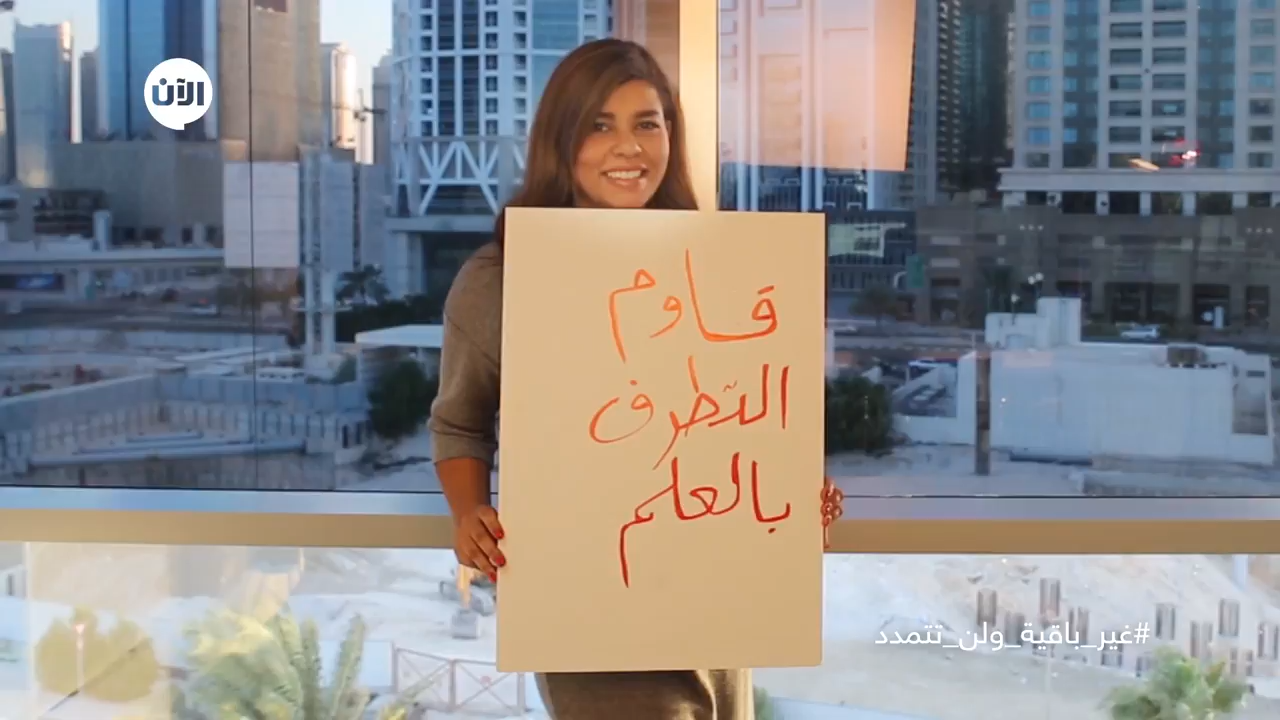 الآن
قاوم
التطرف
بالعلم
#غير_باقية_ولن_تتمدد